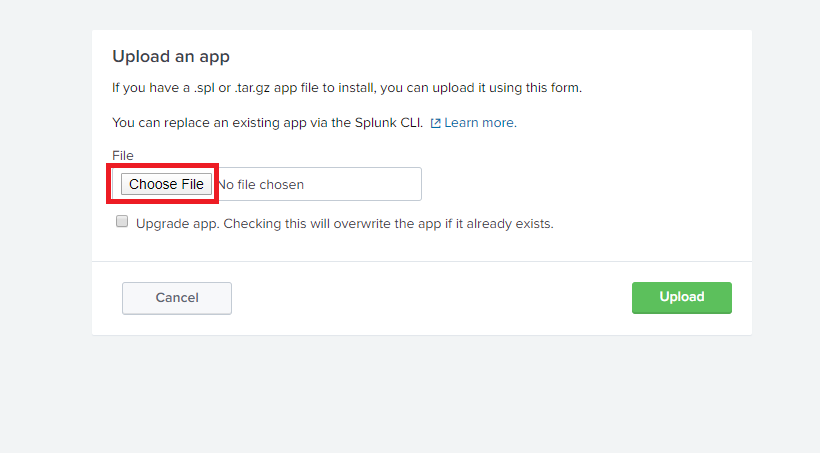 Upload an app
If you have a .spl or .tar.gz app file to install, you can upload it using this form.
You can replace an existing app via the Splunk CLI. Learn more.
File
Choose File No file chosen
Upgrade app. Checking this will overwrite the app if it already exists.
Cancel Upload